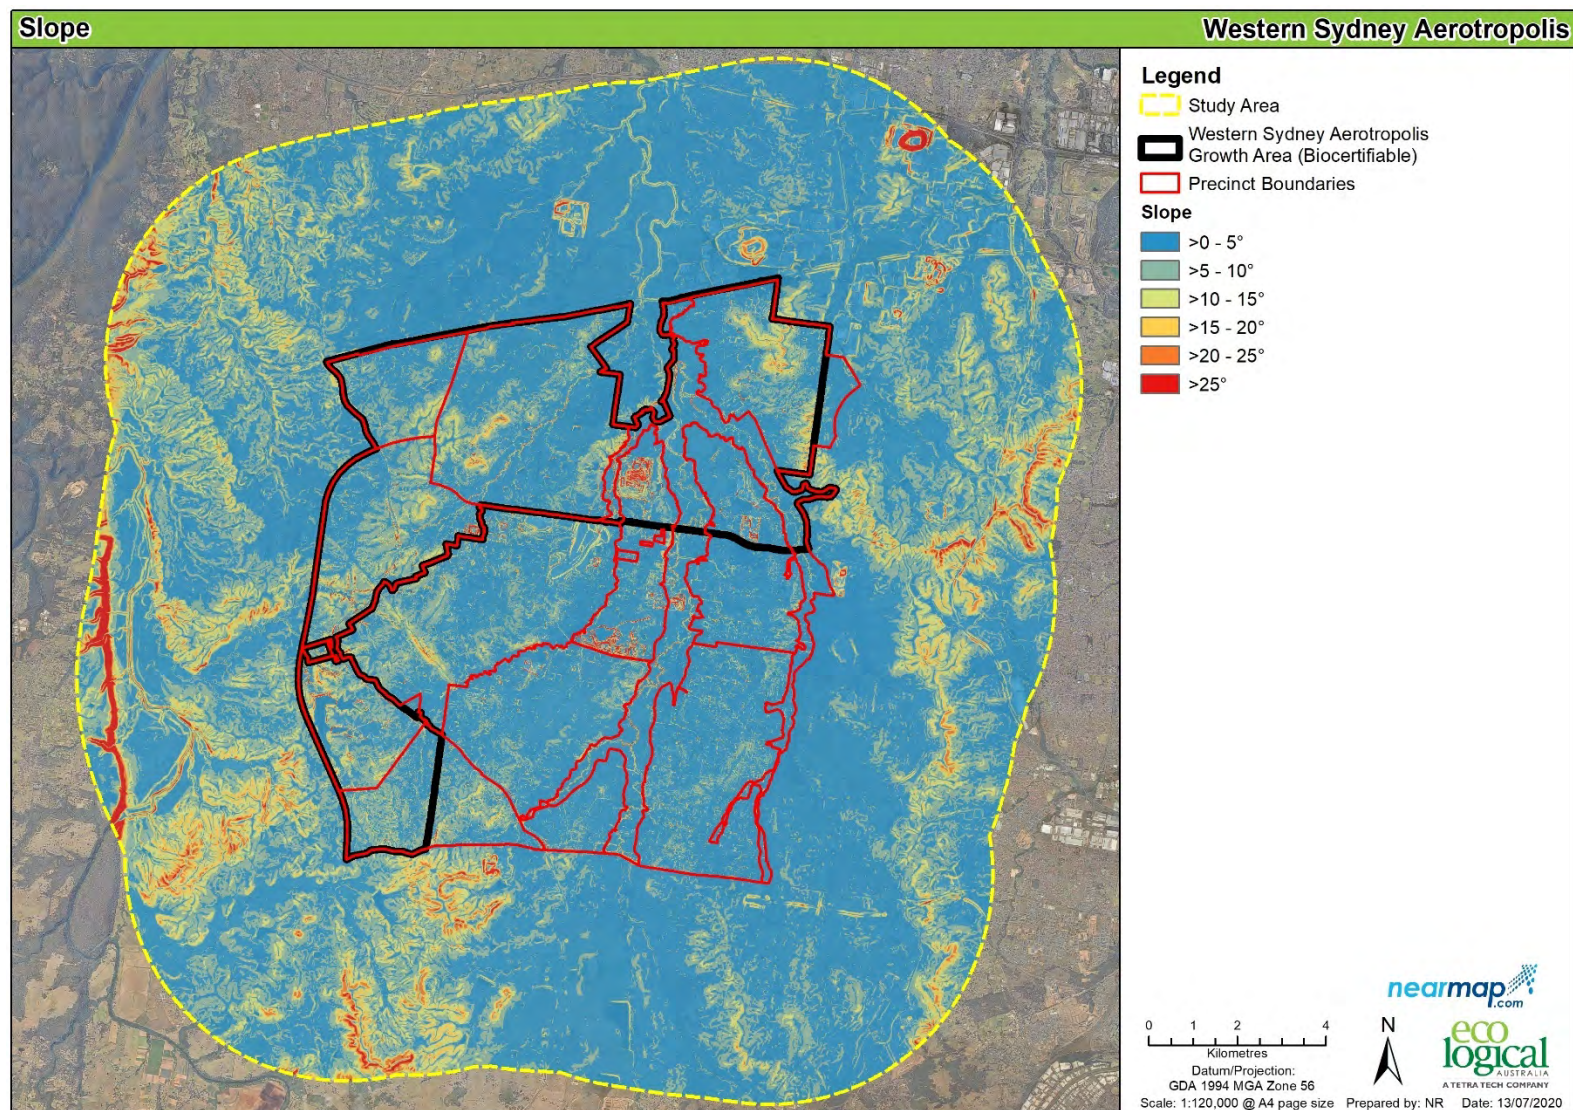 Slope
Western Sydney Aerotropolis
Legend
Study Area
Western Sydney Aerotropolis
Growth Area (Biocertifiable)
Precinct Boundaries
Slope
>0 - 5°
>5 - 10°
>10 - 15°
>15 - 20°
>20 - 25°
>25°
nearmap
.com
0 1 2 4
Kilometres
Datum/Projection:
GDA 1994 MGA Zone 56
N
eco
logical
AUSTRALIA
A TETRA TECH COMPANY
Scale: 1:120,000 @ A4 page size Prepared by: NR Date: 13/07/2020